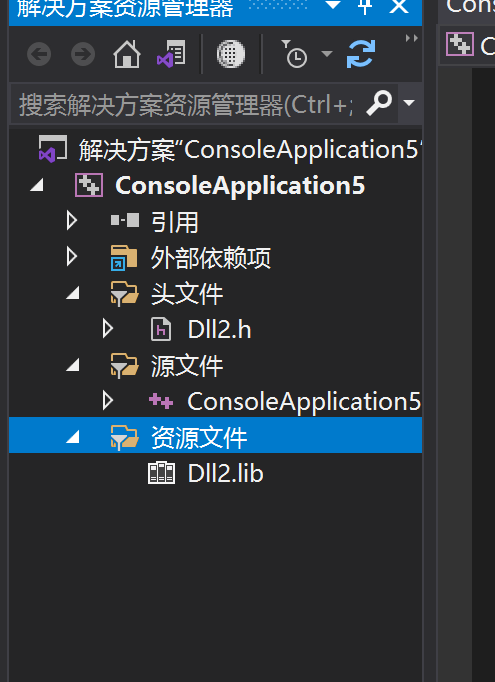 解决方案资源管理器
Cons
C
搜索解决方案资源管理器(Ctrl+;
解决方案"ConsoleApplication5"
ConsoleApplication5
引用
外部依赖项
头文件
Dll2.h
源文件
ConsoleApplication5
资源文件
Dll2.lib